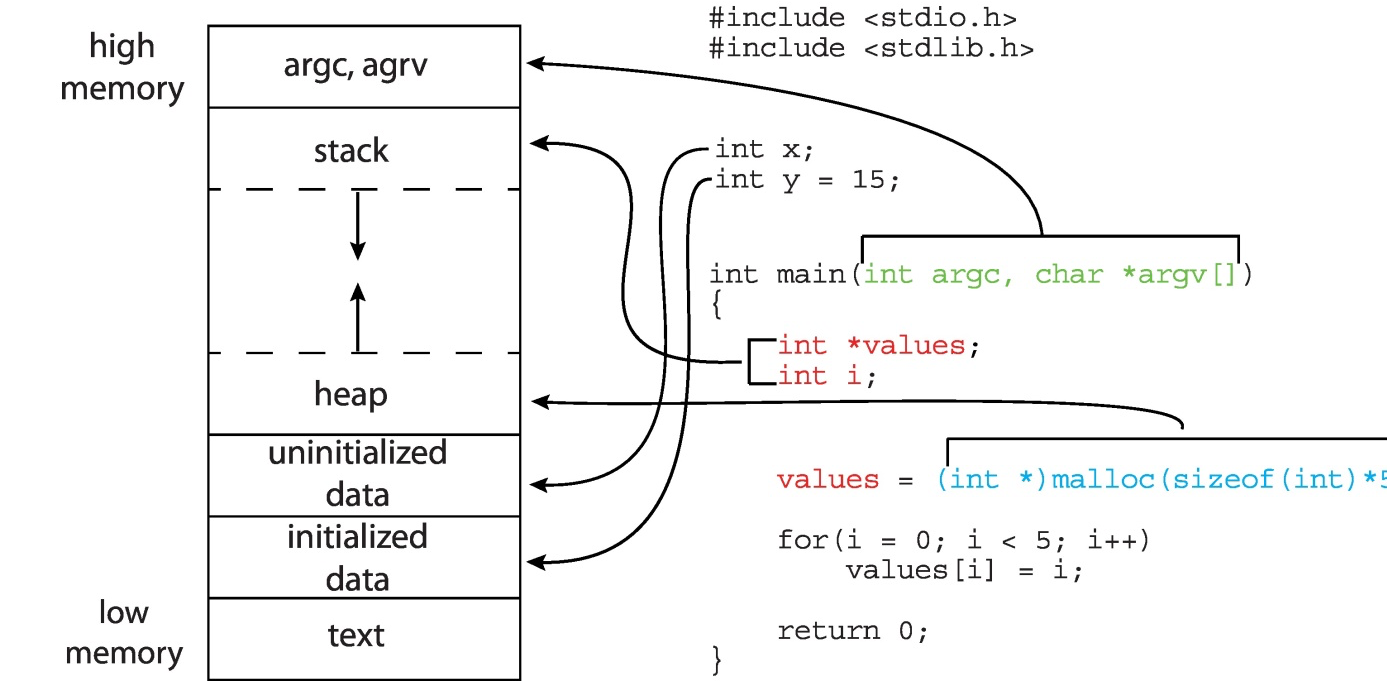 high
memory
argc, agrv
stack
heap
uninitialized
data
initialized
data
text
low
memory
#include <stdio.h>
#include <stdlib.h>
int x;
int y = 15;
int main(int argc, char *argv[])
{
int *values;
int i;
values = (int *)malloc(sizeof(int)*5
for(i = 0; i < 5; i++)
values[i] = i;
return 0;
}